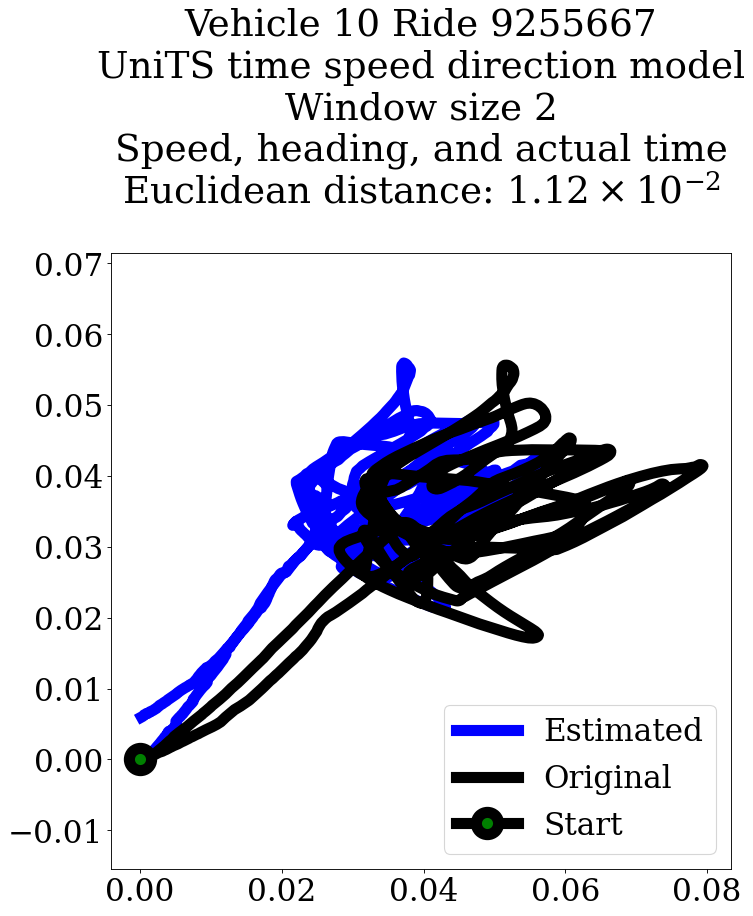 Vehicle 10 Ride 9255667
UniTS time speed direction model
Window size 2
Speed, heading, and actual time
Euclidean distance: 1.12 × 10⁻²
0.07
0.06
0.05
0.04
0.03
0.02
0.01
0.00
−0.01
Estimated
Original
Start
0.00 0.02 0.04 0.06 0.08